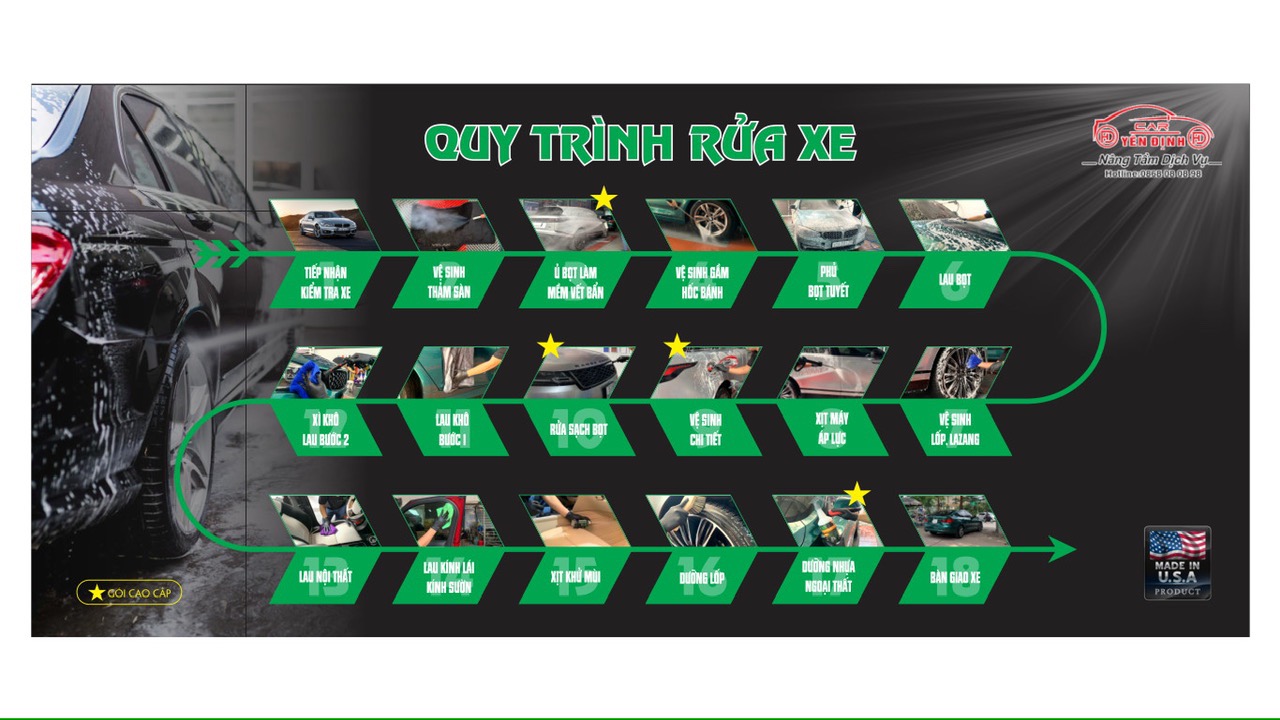 QUY TRÌNH RỬA XE
CAR
YÊN ĐỊNH
Nâng Tầm Dịch Vụ
Hotline:0858 08 08 98
1
TIẾP NHẬN
KIỂM TRA XE
2
VỆ SINH
THẢM SÀN
3
Ủ BỌT LÀM
MỀM VẾT BẨN
4
VỆ SINH GẦM
HỐC BÁNH
5
PHỦ
BỌT TUYẾT
6
LAU BỌT
7
VỆ SINH
LỐP, LAZANG
8
XỊT MÁY
ÁP LỰC
9
VỆ SINH
CHI TIẾT
10
RỬA SẠCH BỌT
11
LAU KHÔ
BƯỚC 1
12
XÌ KHÔ
LAU BƯỚC 2
13
LAU NỘI THẤT
14
LAU KÍNH LÁI
KÍNH SƯỜN
15
XỊT KHỬ MÙI
16
DƯỠNG LỐP
17
DƯỠNG NHỰA
NGOẠI THẤT
18
BÀN GIAO XE
GÓI CAO CẤP
MADE IN
U.S.A
PRODUCT